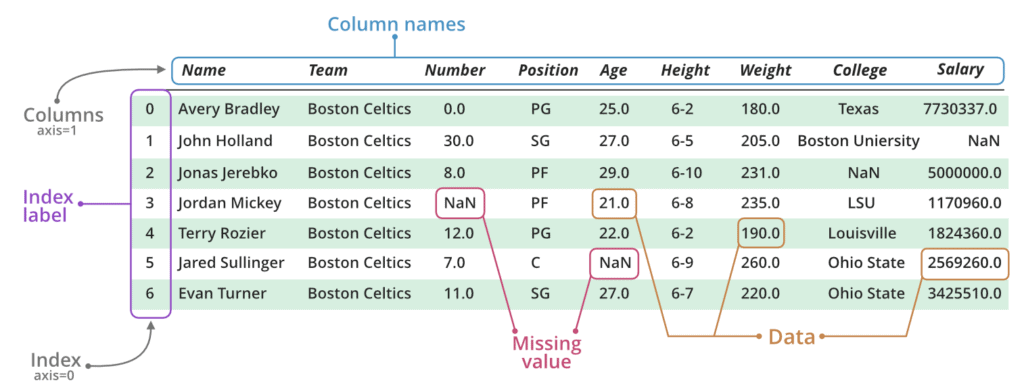 Column names
Name Team Number Position Age Height Weight College Salary
Columns
axis=1
0 Avery Bradley Boston Celtics 0.0 PG 25.0 6-2 180.0 Texas 7730337.0
1 John Holland Boston Celtics 30.0 SG 27.0 6-5 205.0 Boston Uniersity NaN
2 Jonas Jerebko Boston Celtics 8.0 PF 29.0 6-10 231.0 NaN 5000000.0
Index
label
3 Jordan Mickey Boston Celtics NaN PF 21.0 6-8 235.0 LSU 1170960.0
4 Terry Rozier Boston Celtics 12.0 PG 22.0 6-2 190.0 Louisville 1824360.0
5 Jared Sullinger Boston Celtics 7.0 C NaN 6-9 260.0 Ohio State 2569260.0
6 Evan Turner Boston Celtics 11.0 SG 27.0 6-7 220.0 Ohio State 3425510.0
Missing
value
Data
Index
axis=0